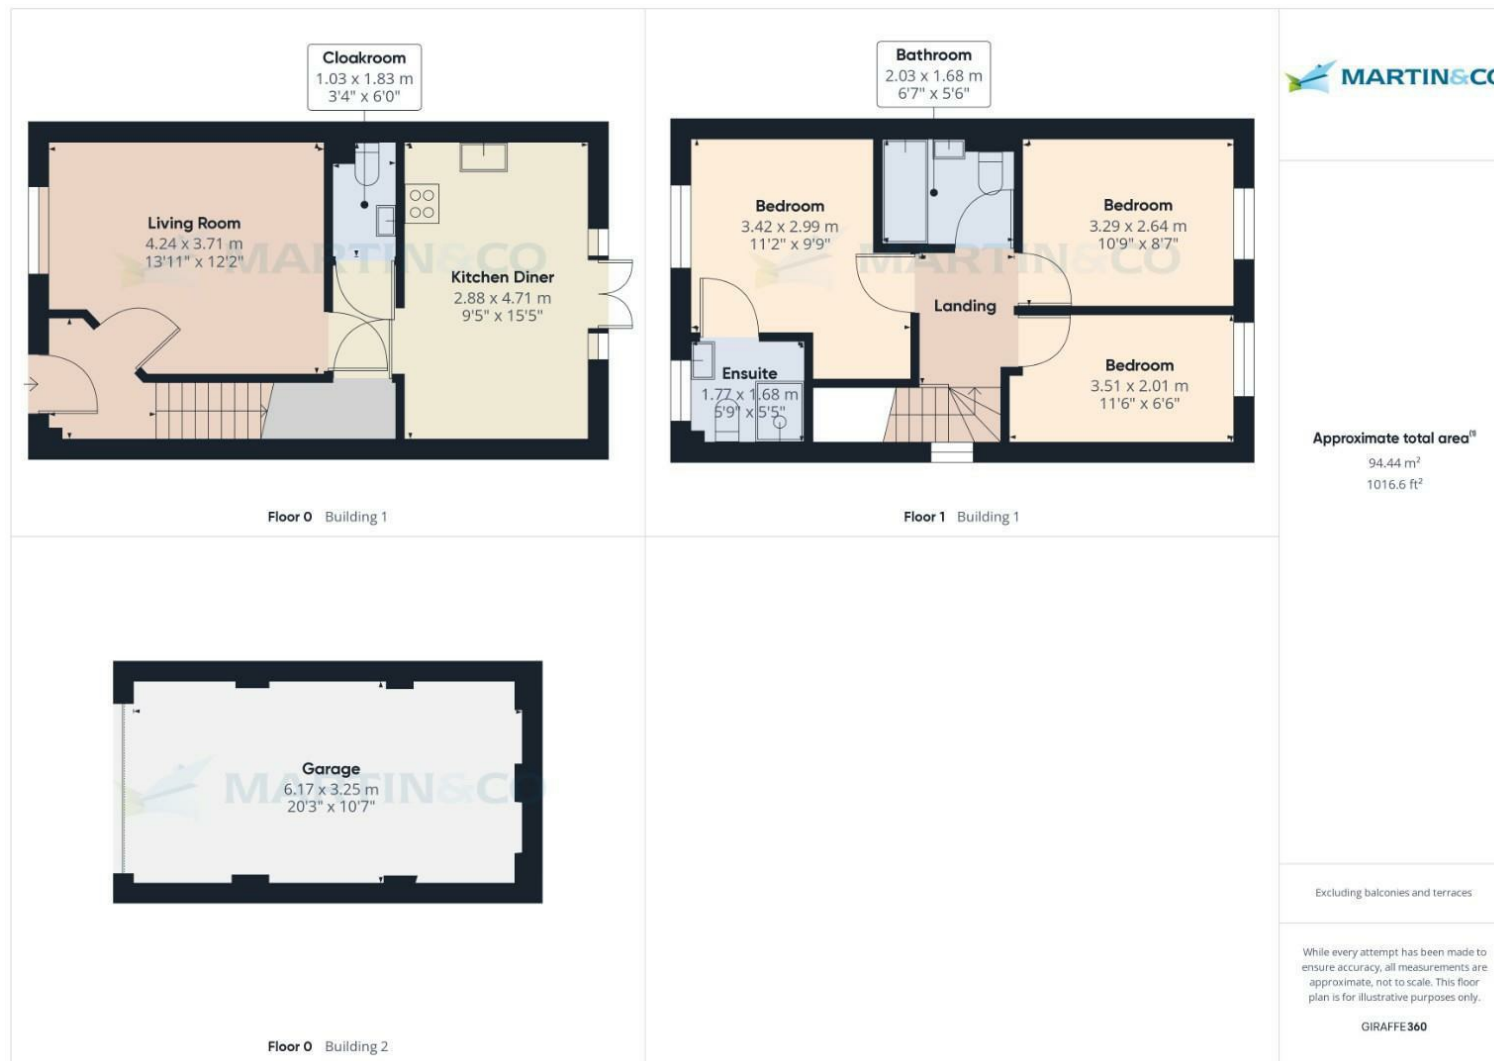 Cloakroom
1.03 x 1.83 m
3'4" x 6'0"
Living Room
4.24 x 3.71 m
13'11" x 12'2"
MARTIN&CO
Kitchen Diner
2.88 x 4.71 m
9'5" x 15'5"
Floor 0 Building 1
Bathroom
2.03 x 1.68 m
6'7" x 5'6"
Bedroom
3.42 x 2.99 m
11'2" x 9'9"
Bedroom
3.29 x 2.64 m
10'9" x 8'7"
MARTIN&CO
Landing
Ensuite
1.77 x 1.68 m
5'9" x 5'5"
Bedroom
3.51 x 2.01 m
11'6" x 6'6"
Floor 1 Building 1
Garage
6.17 x 3.25 m
20'3" x 10'7"
MARTIN&CO
Floor 0 Building 2
MARTIN&CO
Approximate total area(1)
94.44 m²
1016.6 ft²
Excluding balconies and terraces
While every attempt has been made to
ensure accuracy, all measurements are
approximate, not to scale. This floor
plan is for illustrative purposes only.
GIRAFFE360